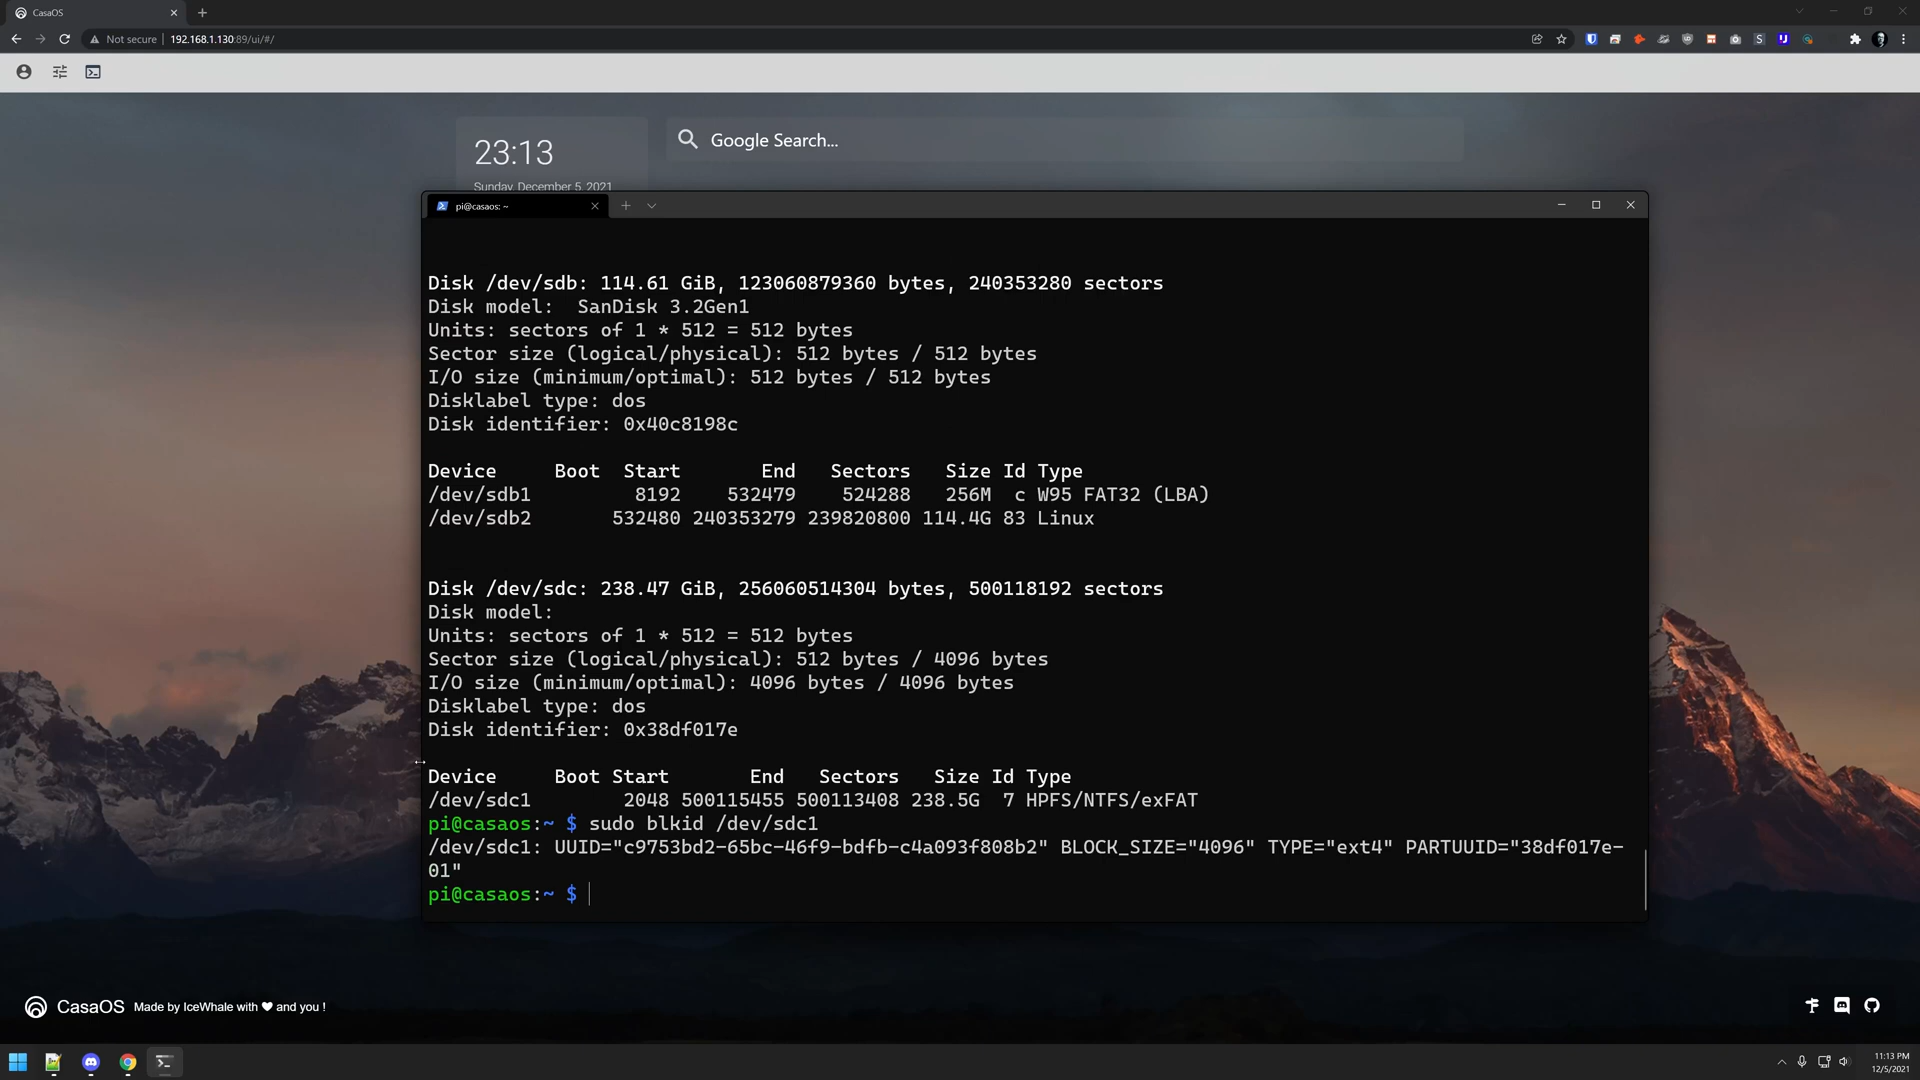 CasaOS
Not secure | 192.168.1.130:89/ui/#/
23:13
Sunday, December 5, 2021
Google Search...
pi@casaos: ~
Disk /dev/sdb: 114.61 GiB, 123060879360 bytes, 240353280 sectors
Disk model:  SanDisk 3.2Gen1
Units: sectors of 1 * 512 = 512 bytes
Sector size (logical/physical): 512 bytes / 512 bytes
I/O size (minimum/optimal): 512 bytes / 512 bytes
Disklabel type: dos
Disk identifier: 0x40c8198c
Device     Boot  Start       End   Sectors   Size Id Type
/dev/sdb1         8192    532479    524288   256M  c W95 FAT32 (LBA)
/dev/sdb2       532480 240353279 239820800 114.4G 83 Linux
Disk /dev/sdc: 238.47 GiB, 256060514304 bytes, 500118192 sectors
Disk model:
Units: sectors of 1 * 512 = 512 bytes
Sector size (logical/physical): 512 bytes / 4096 bytes
I/O size (minimum/optimal): 4096 bytes / 4096 bytes
Disklabel type: dos
Disk identifier: 0x38df017e
Device     Boot Start       End   Sectors   Size Id Type
/dev/sdc1        2048 500115455 500113408 238.5G  7 HPFS/NTFS/exFAT
pi@casaos:~ $ sudo blkid /dev/sdc1
/dev/sdc1: UUID="c9753bd2-65bc-46f9-bdfb-c4a093f808b2" BLOCK_SIZE="4096" TYPE="ext4" PARTUUID="38df017e-
01"
pi@casaos:~ $
CasaOS Made by IceWhale with ♥ and you !
11:13 PM
12/5/2021